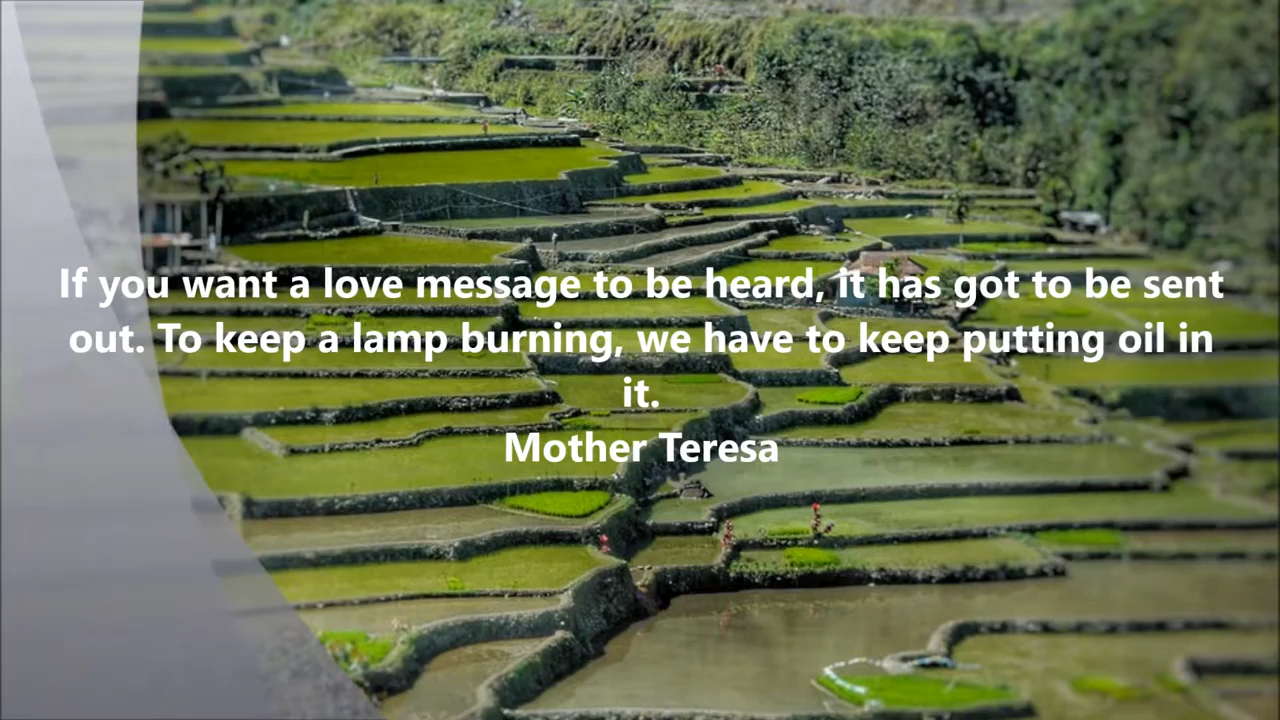 If you want a love message to be heard, it has got to be sent
out. To keep a lamp burning, we have to keep putting oil in
it.
Mother Teresa